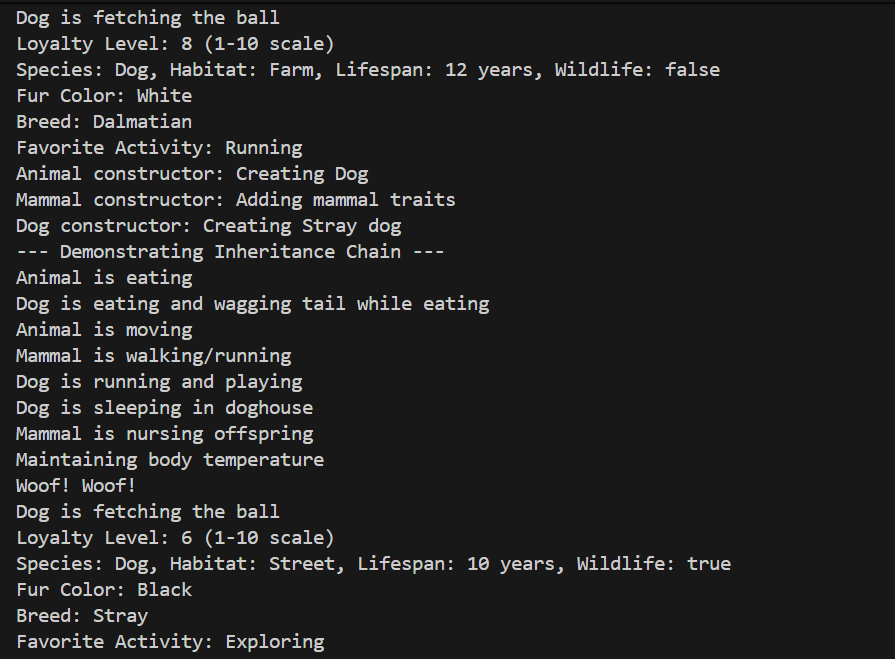 Dog is fetching the ball
Loyalty Level: 8 (1-10 scale)
Species: Dog, Habitat: Farm, Lifespan: 12 years, Wildlife: false
Fur Color: White
Breed: Dalmatian
Favorite Activity: Running
Animal constructor: Creating Dog
Mammal constructor: Adding mammal traits
Dog constructor: Creating Stray dog
--- Demonstrating Inheritance Chain ---
Animal is eating
Dog is eating and wagging tail while eating
Animal is moving
Mammal is walking/running
Dog is running and playing
Dog is sleeping in doghouse
Mammal is nursing offspring
Maintaining body temperature
Woof! Woof!
Dog is fetching the ball
Loyalty Level: 6 (1-10 scale)
Species: Dog, Habitat: Street, Lifespan: 10 years, Wildlife: true
Fur Color: Black
Breed: Stray
Favorite Activity: Exploring